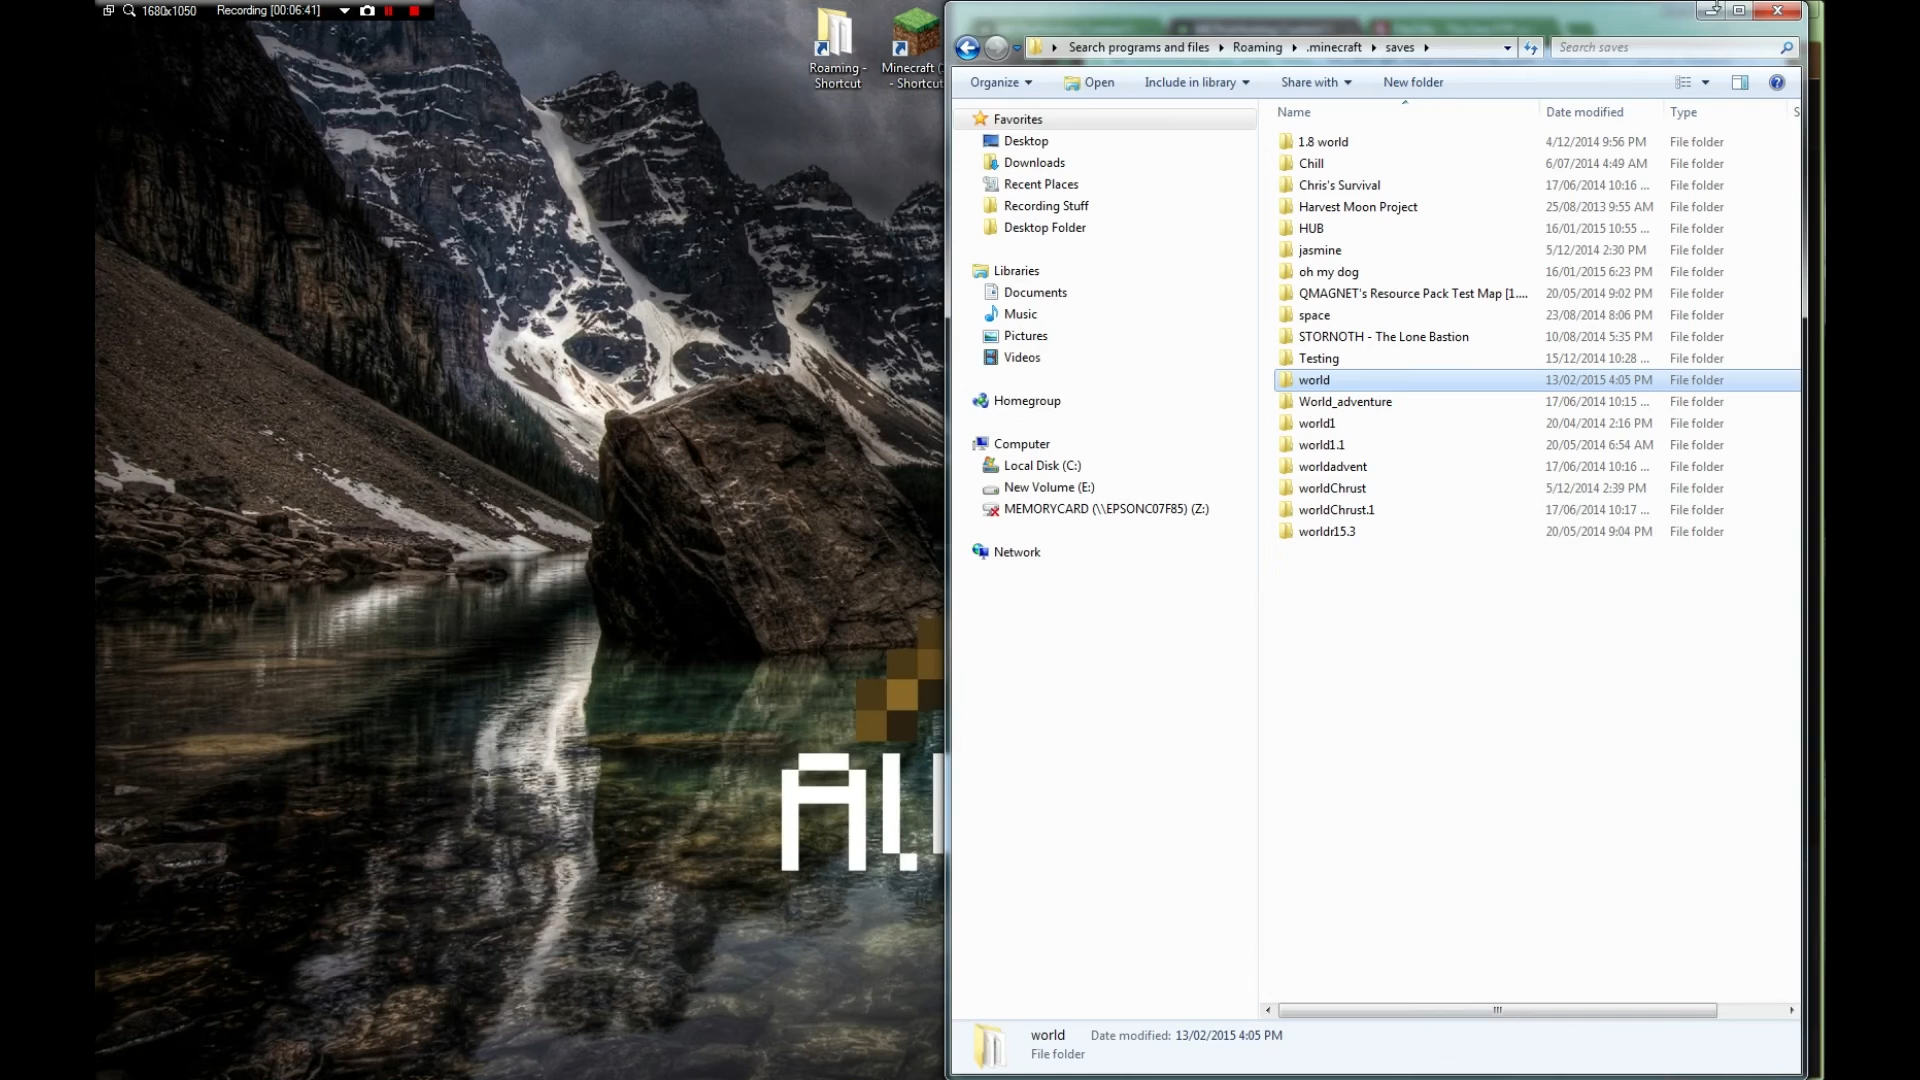 1680x1050 Recording [00:06:41]
Roaming - Shortcut
Minecraft ( - Shortcut
Search programs and files Roaming .minecraft saves
Search saves
Organize Open Include in library Share with New folder
Favorites
Desktop
Downloads
Recent Places
Recording Stuff
Desktop Folder
Libraries
Documents
Music
Pictures
Videos
Homegroup
Computer
Local Disk (C:)
New Volume (E:)
MEMORYCARD (\\EPSONC07F85) (Z:)
Network
Name Date modified Type S
1.8 world 4/12/2014 9:56 PM File folder
Chill 6/07/2014 4:49 AM File folder
Chris's Survival 17/06/2014 10:16 ... File folder
Harvest Moon Project 25/08/2013 9:55 AM File folder
HUB 16/01/2015 10:55 ... File folder
jasmine 5/12/2014 2:30 PM File folder
oh my dog 16/01/2015 6:23 PM File folder
QMAGNET's Resource Pack Test Map [1.... 20/05/2014 9:02 PM File folder
space 23/08/2014 8:06 PM File folder
STORNOTH - The Lone Bastion 10/08/2014 5:35 PM File folder
Testing 15/12/2014 10:28 ... File folder
world 13/02/2015 4:05 PM File folder
World_adventure 17/06/2014 10:15 ... File folder
world1 20/04/2014 2:16 PM File folder
world1.1 20/05/2014 6:54 AM File folder
worldadvent 17/06/2014 10:16 ... File folder
worldChrust 5/12/2014 2:39 PM File folder
worldChrust.1 17/06/2014 10:17 ... File folder
worldr15.3 20/05/2014 9:04 PM File folder
world Date modified: 13/02/2015 4:05 PM
File folder